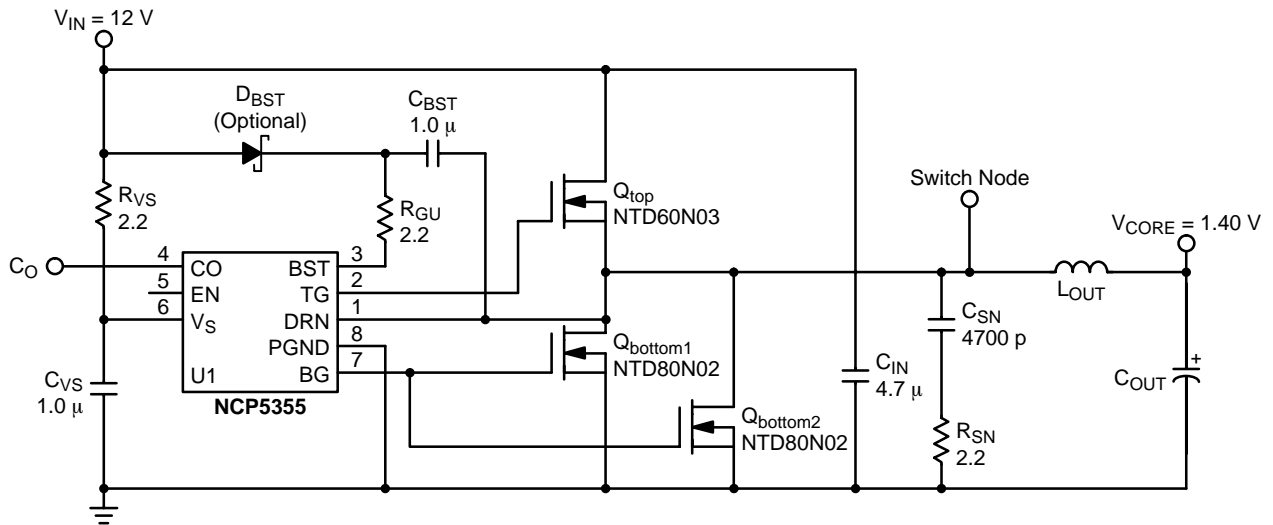 V_IN = 12 V
D_BST
(Optional)
C_BST
1.0 μ
R_VS
2.2
R_GU
2.2
Q_top
NTD60N03
Switch Node
V_CORE = 1.40 V
L_OUT
C_O
4
CO
5
EN
6
V_S
U1
BST
3
TG
2
DRN
1
PGND
8
BG
7
NCP5355
C_VS
1.0 μ
Q_bottom1
NTD80N02
Q_bottom2
NTD80N02
C_IN
4.7 μ
C_SN
4700 p
R_SN
2.2
+
C_OUT